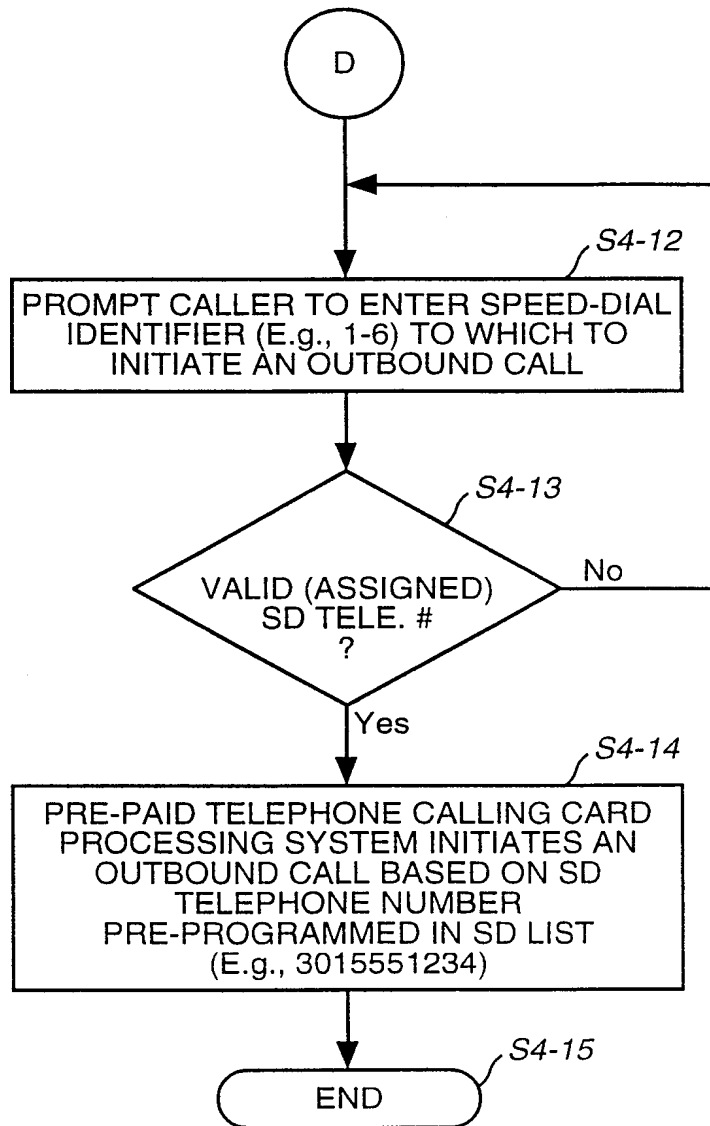 D
S4-12
PROMPT CALLER TO ENTER SPEED-DIAL
IDENTIFIER (E.g., 1-6) TO WHICH TO
INITIATE AN OUTBOUND CALL
S4-13
VALID (ASSIGNED)
SD TELE. #
?
No
Yes
S4-14
PRE-PAID TELEPHONE CALLING CARD
PROCESSING SYSTEM INITIATES AN
OUTBOUND CALL BASED ON SD
TELEPHONE NUMBER
PRE-PROGRAMMED IN SD LIST
(E.g., 3015551234)
S4-15
END